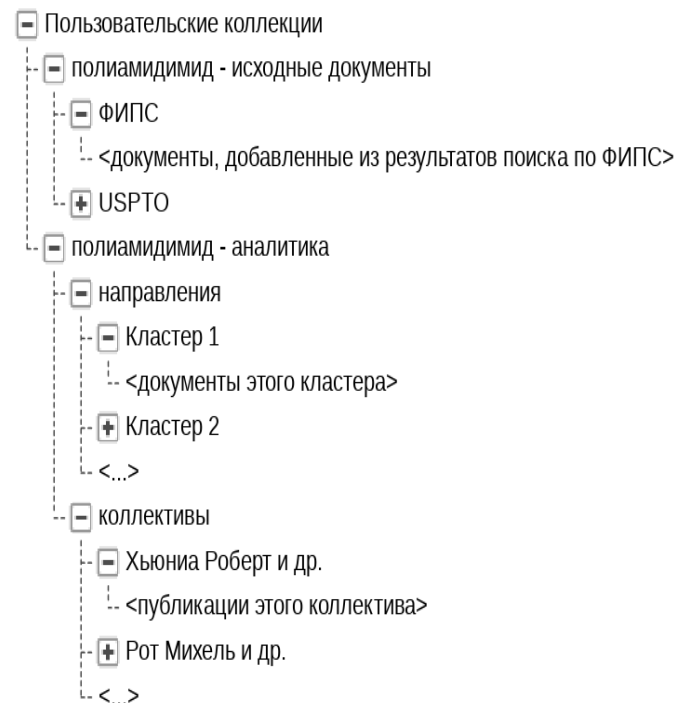 Пользовательские коллекции
полиамидимид - исходные документы
ФИПС
<документы, добавленные из результатов поиска по ФИПС>
USPTO
полиамидимид - аналитика
направления
Кластер 1
<документы этого кластера>
Кластер 2
<...>
коллективы
Хьюниа Роберт и др.
<публикации этого коллектива>
Рот Михель и др.
<...>